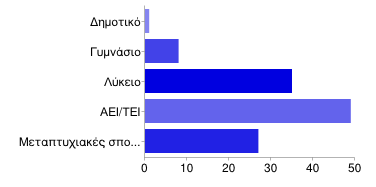 Δημοτικό
Γυμνάσιο
Λύκειο
ΑΕΙ/ΤΕΙ
Μεταπτυχιακές σπο...
0 10 20 30 40 50